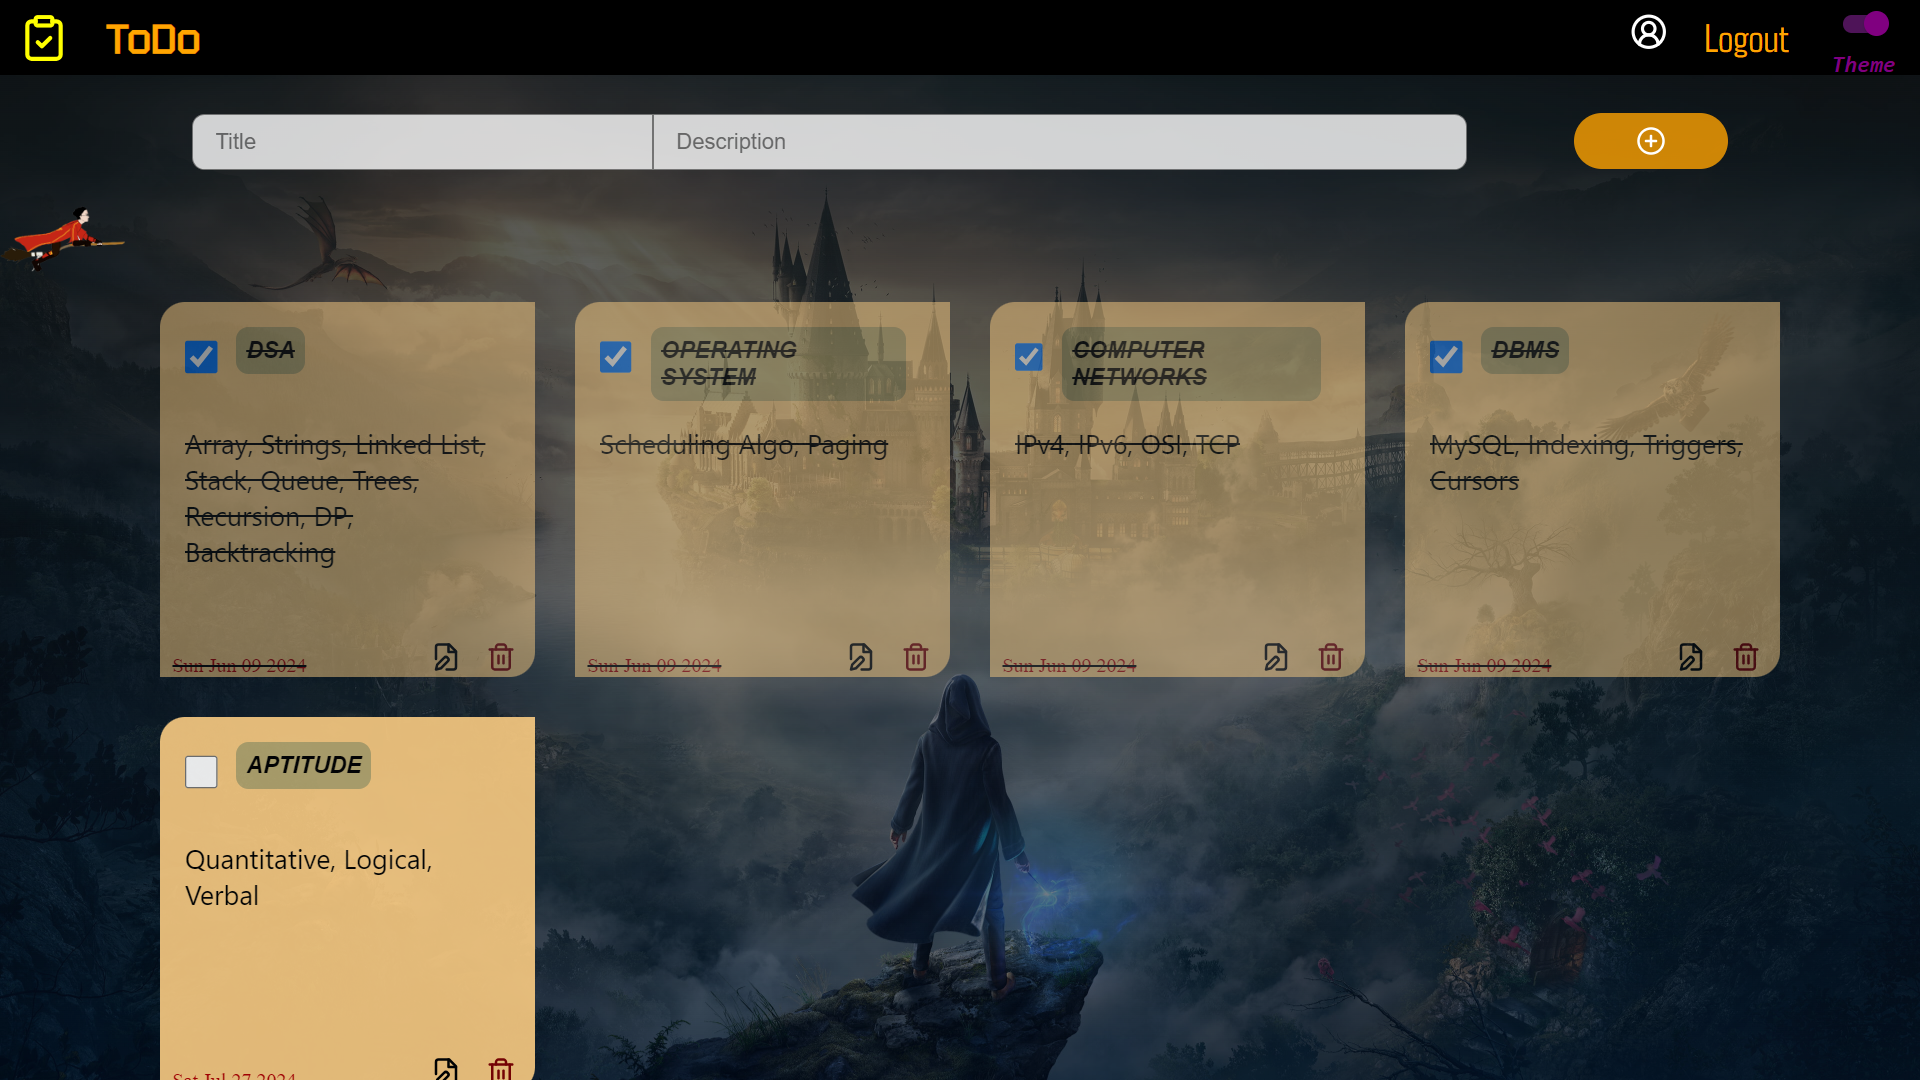 ToDo
Logout
Theme
Title
Description
DSA
Array, Strings, Linked List,
Stack, Queue, Trees,
Recursion, DP,
Backtracking
Sun Jun 09 2024
OPERATING
SYSTEM
Scheduling Algo, Paging
Sun Jun 09 2024
COMPUTER
NETWORKS
IPv4, IPv6, OSI, TCP
Sun Jun 09 2024
DBMS
MySQL, Indexing, Triggers,
Cursors
Sun Jun 09 2024
APTITUDE
Quantitative, Logical,
Verbal
Sat Jul 27 2024